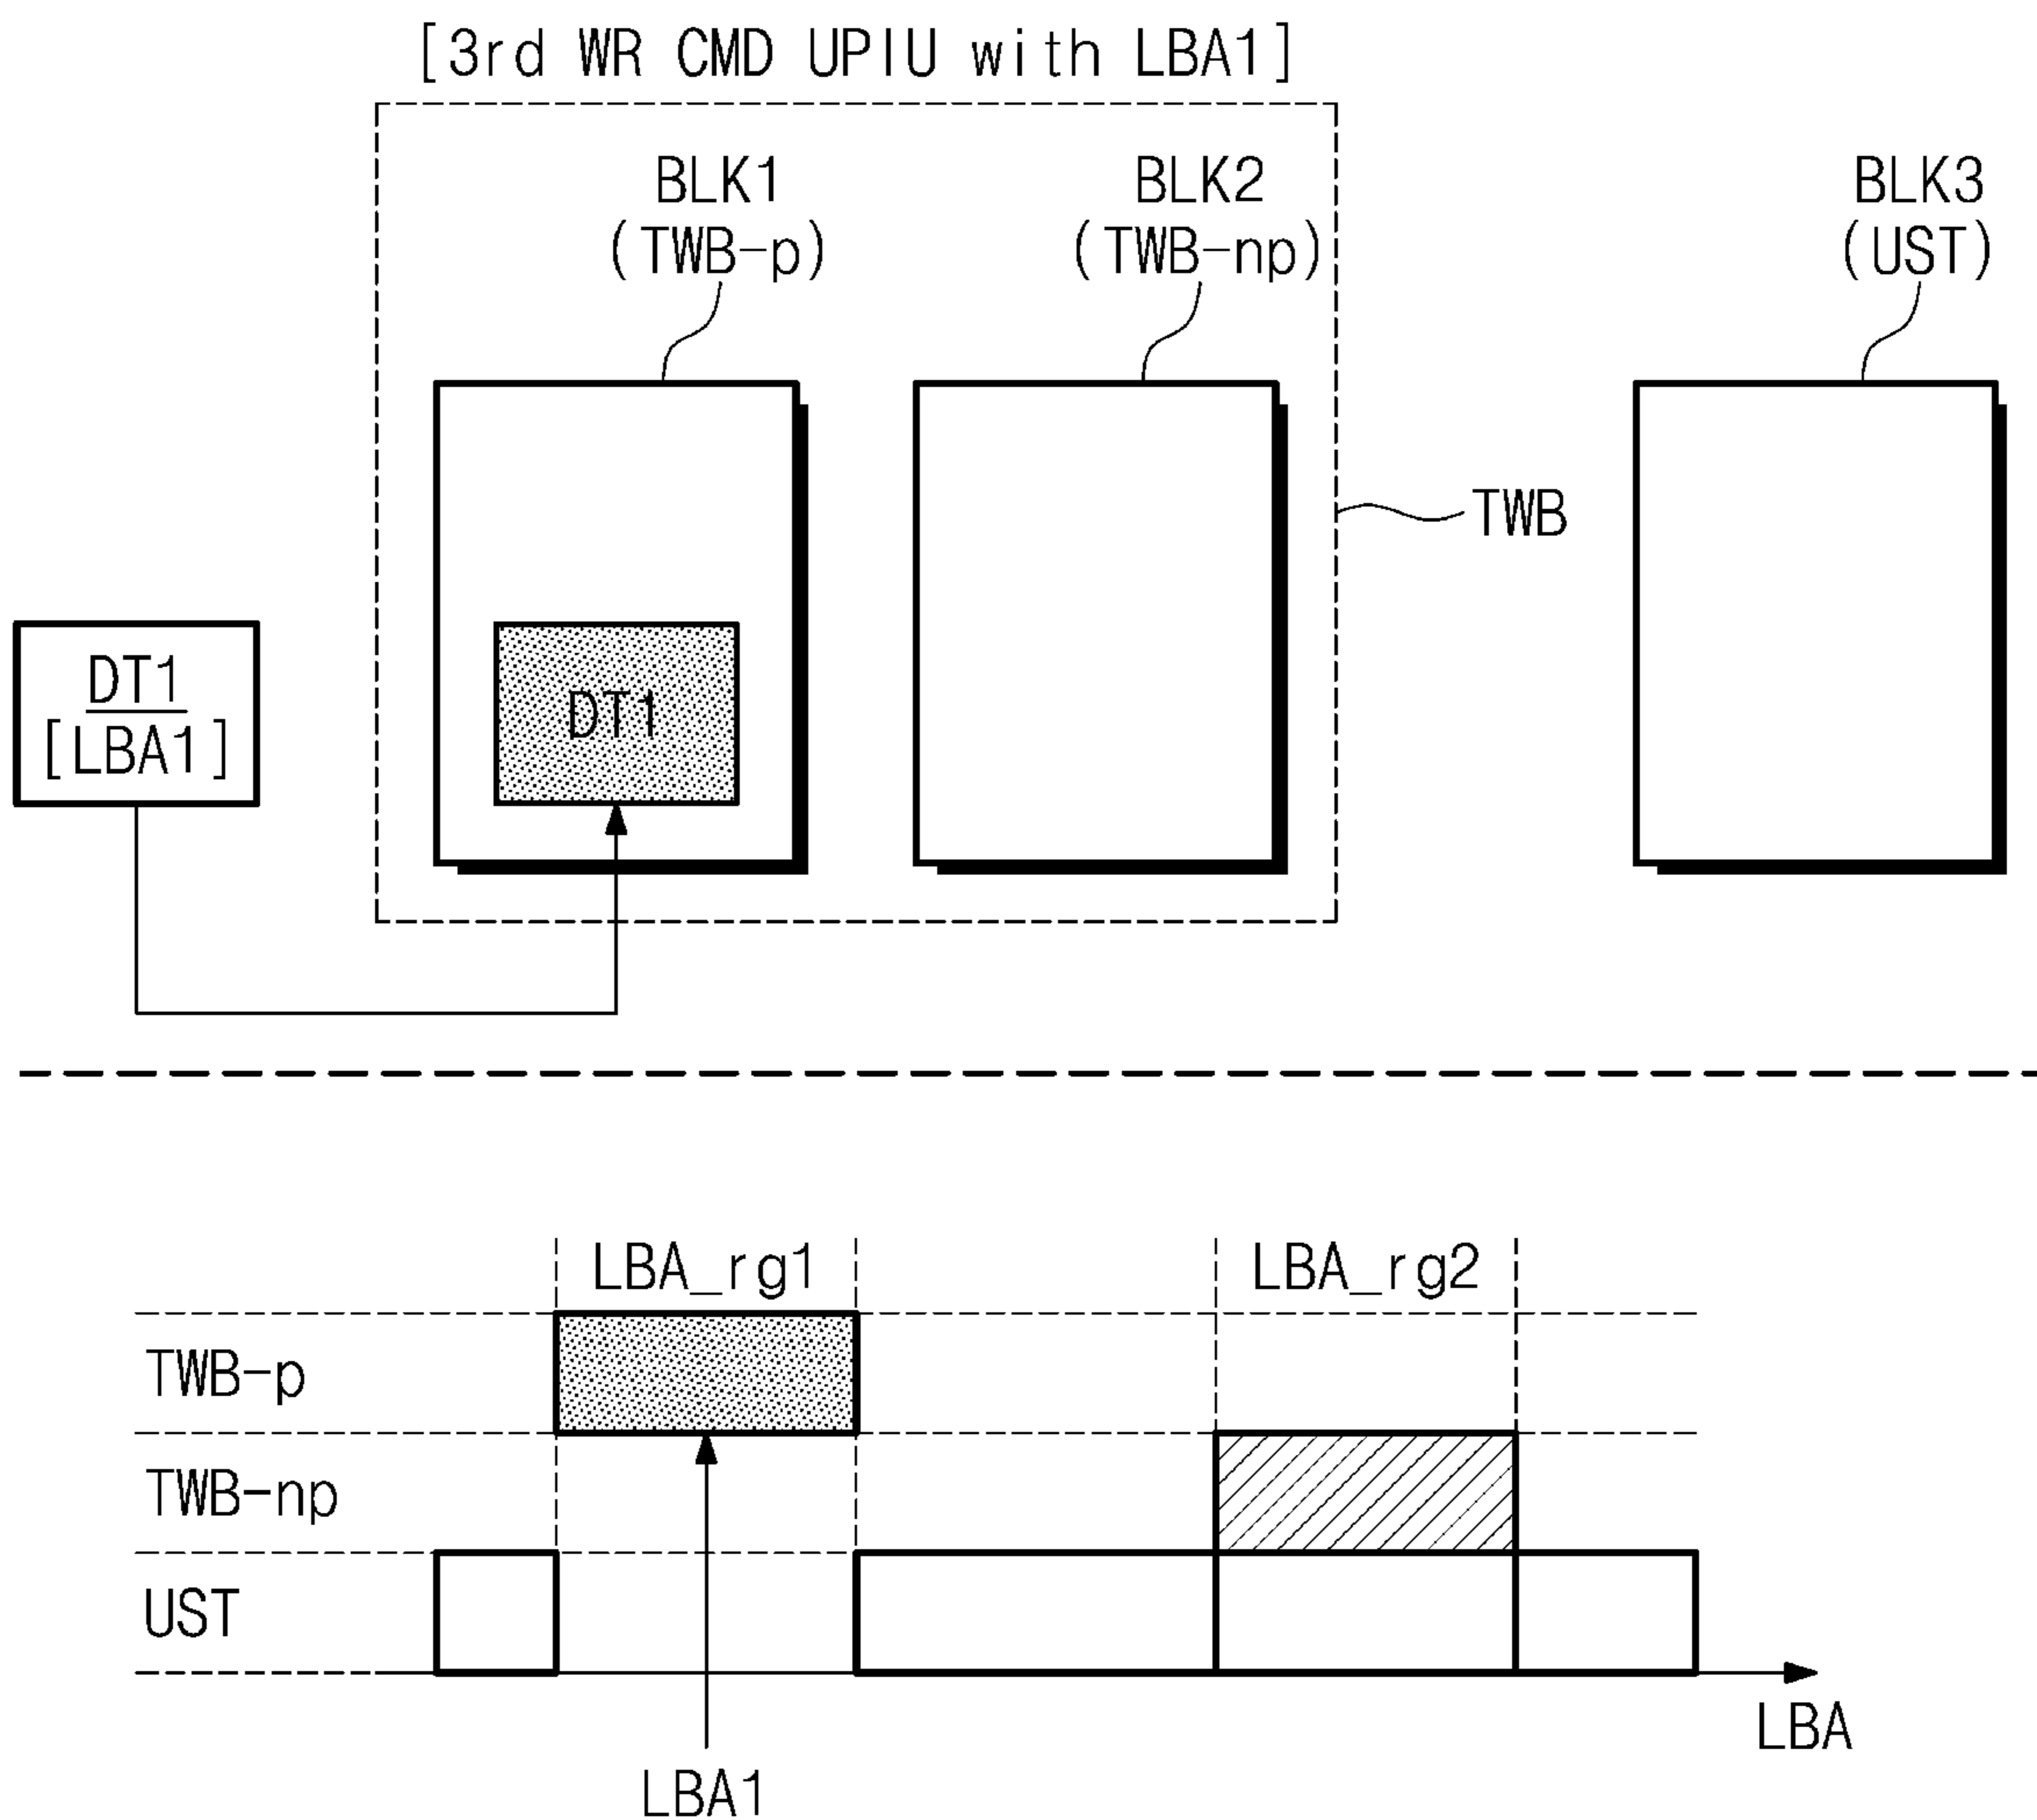 [3rd WR CMD UPIU with LBA1]
BLK1
(TWB-p)
BLK2
(TWB-np)
BLK3
(UST)
TWB
DT1
[LBA1]
DT1
LBA_rg1
LBA_rg2
TWB-p
TWB-np
UST
LBA
LBA1